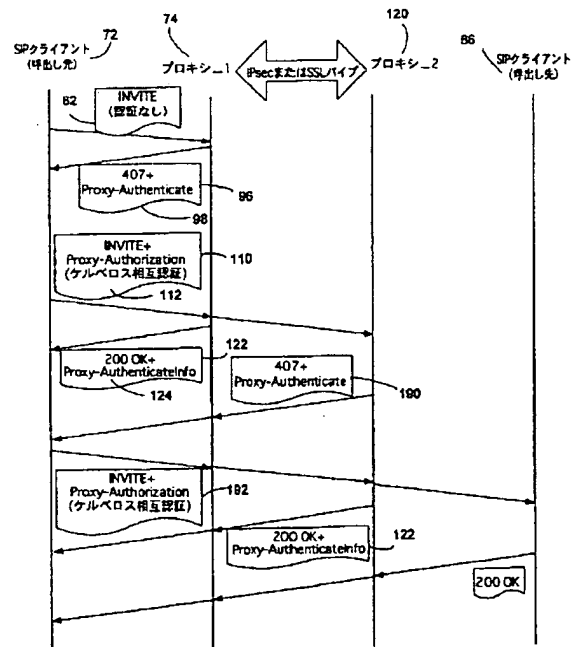 74
120
72
86
SIPクライアント
(呼出し先)
プロキシ_1
IPsecまたはSSLパイプ
プロキシ_2
SIPクライアント
(呼出し先)
82
INVITE
(認証なし)
407+
Proxy-Authenticate
96
98
INVITE+
Proxy-Authorization
(ケルベロス相互認証)
110
112
200 OK+
Proxy-AuthenticateInfo
122
124
407+
Proxy-Authenticate
190
INVITE+
Proxy-Authorization
(ケルベロス相互認証)
192
200 OK+
Proxy-AuthenticateInfo
122
200 OK